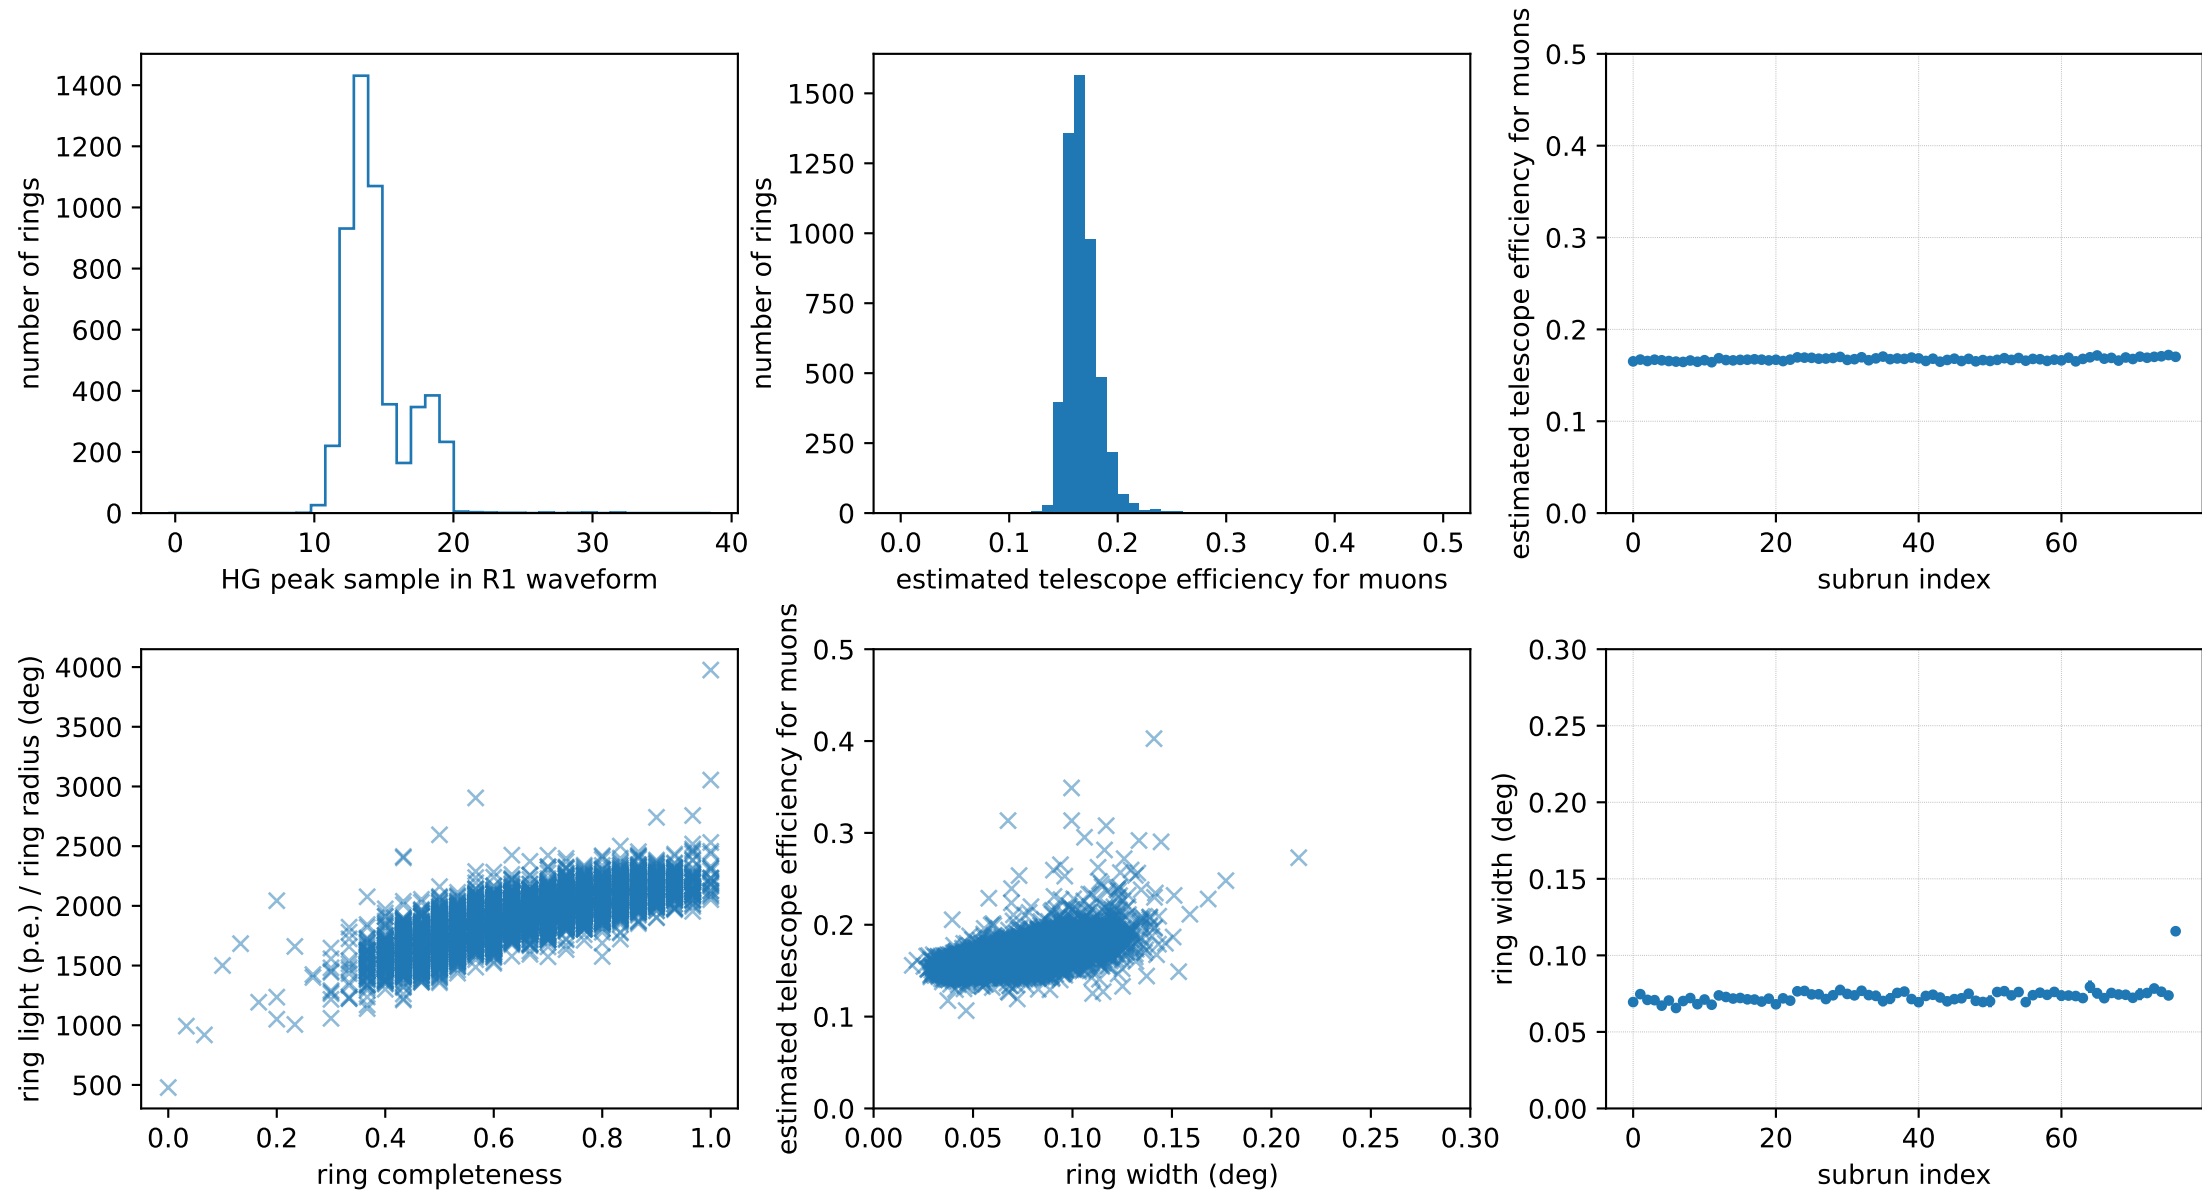 number of rings
1400
1200
1000
800
600
400
200
0
0 10 20 30 40
HG peak sample in R1 waveform
number of rings
1500
1250
1000
750
500
250
0
0.0 0.1 0.2 0.3 0.4 0.5
estimated telescope efficiency for muons
estimated telescope efficiency for muons
0.5
0.4
0.3
0.2
0.1
0.0
0 20 40 60
subrun index
ring light (p.e.) / ring radius (deg)
4000
3500
3000
2500
2000
1500
1000
500
0.0 0.2 0.4 0.6 0.8 1.0
ring completeness
estimated telescope efficiency for muons
0.5
0.4
0.3
0.2
0.1
0.0
0.00 0.05 0.10 0.15 0.20 0.25 0.30
ring width (deg)
ring width (deg)
0.30
0.25
0.20
0.15
0.10
0.05
0.00
0 20 40 60
subrun index